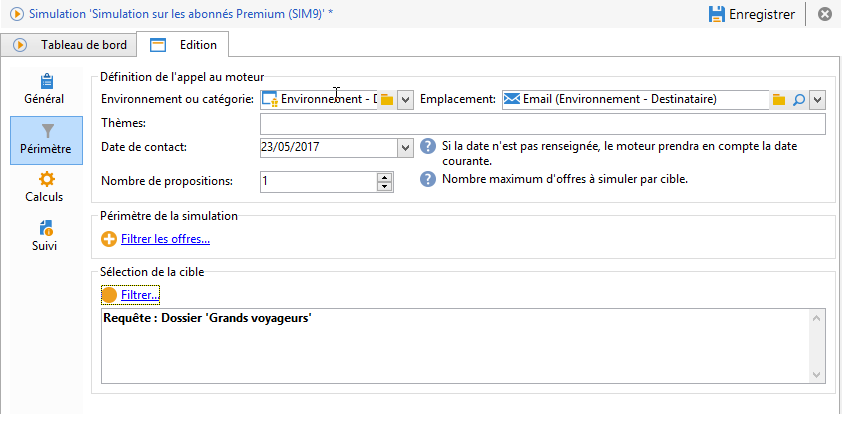 Simulation 'Simulation sur les abonnés Premium (SIM9)' *
Enregistrer
Tableau de bord
Edition
Général
Périmètre
Calculs
Suivi
Définition de l'appel au moteur
Environnement ou catégorie:
Environnement - D
Emplacement:
Email (Environnement - Destinataire)
Thèmes:
Date de contact:
23/05/2017
Si la date n'est pas renseignée, le moteur prendra en compte la date
courante.
Nombre de propositions:
1
Nombre maximum d'offres à simuler par cible.
Périmètre de la simulation
Filtrer les offres...
Sélection de la cible
Filtrer...
Requête : Dossier 'Grands voyageurs'